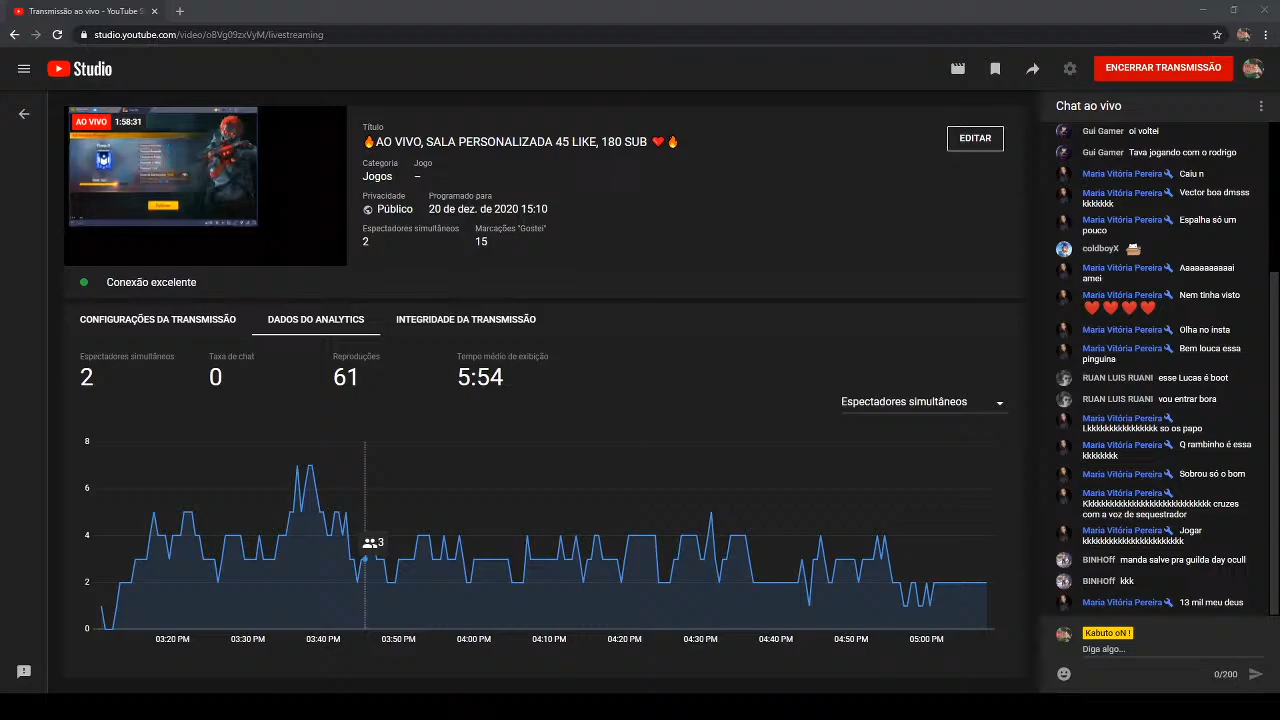 Transmissão ao vivo - YouTube S
studio.youtube.com/video/o8Vg09zxVyM/livestreaming
Studio
ENCERRAR TRANSMISSÃO
AO VIVO 1:58:31
Título
🔥AO VIVO, SALA PERSONALIZADA 45 LIKE, 180 SUB ❤️🔥
EDITAR
Categoria Jogo
Jogos –
Privacidade Programado para
Público 20 de dez. de 2020 15:10
Espectadores simultâneos Marcações "Gostei"
2 15
Conexão excelente
CONFIGURAÇÕES DA TRANSMISSÃO DADOS DO ANALYTICS INTEGRIDADE DA TRANSMISSÃO
Espectadores simultâneos Taxa de chat Reproduções Tempo médio de exibição
2 0 61 5:54
Espectadores simultâneos
8
6
4
3
2
0
03:20 PM 03:30 PM 03:40 PM 03:50 PM 04:00 PM 04:10 PM 04:20 PM 04:30 PM 04:40 PM 04:50 PM 05:00 PM
Chat ao vivo
Gui Gamer oi voltei
Gui Gamer Tava jogando com o rodrigo
Maria Vitória Pereira Caiu n
Maria Vitória Pereira Vector boa dmsss
kkkkkkk
Maria Vitória Pereira Espalha só um
pouco
coldboyX
Maria Vitória Pereira Aaaaaaaaaaai
amei
Maria Vitória Pereira Nem tinha visto
❤️❤️❤️❤️
Maria Vitória Pereira Olha no insta
Maria Vitória Pereira Bem louca essa
pinguina
RUAN LUIS RUANI esse Lucas é boot
RUAN LUIS RUANI vou entrar bora
Maria Vitória Pereira
Lkkkkkkkkkkkkkkkk so os papo
Maria Vitória Pereira Q rambinho é essa
kkkkkkkk
Maria Vitória Pereira Sobrou só o bom
Maria Vitória Pereira
Kkkkkkkkkkkkkkkkkkkkkkkkkk cruzes
com a voz de sequestrador
Maria Vitória Pereira Jogar
kkkkkkkkkkkkkkkkkkkkkkk
BINHOff manda salve pra guilda day ocull
BINHOff kkk
Maria Vitória Pereira 13 mil meu deus
Kabuto oN !
Diga algo...
0/200